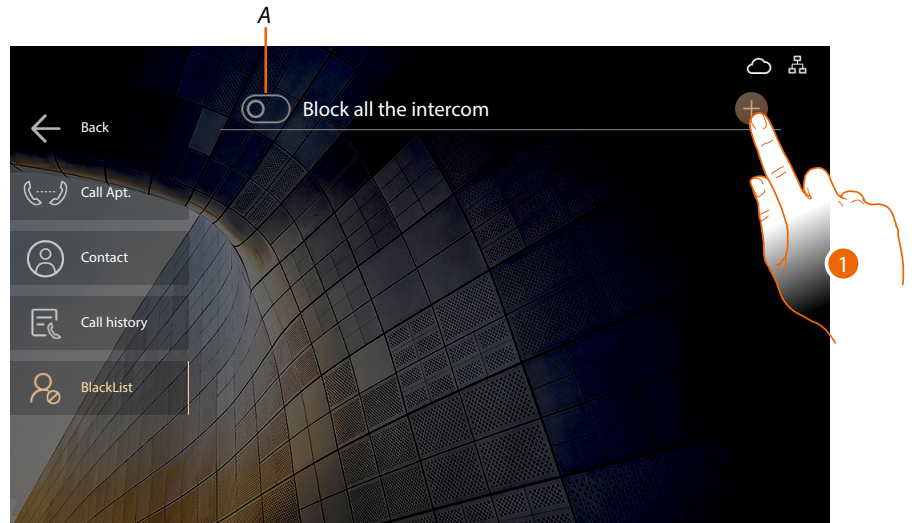 A
Block all the intercom
Back
Call Apt.
Contact
1
Call history
BlackList